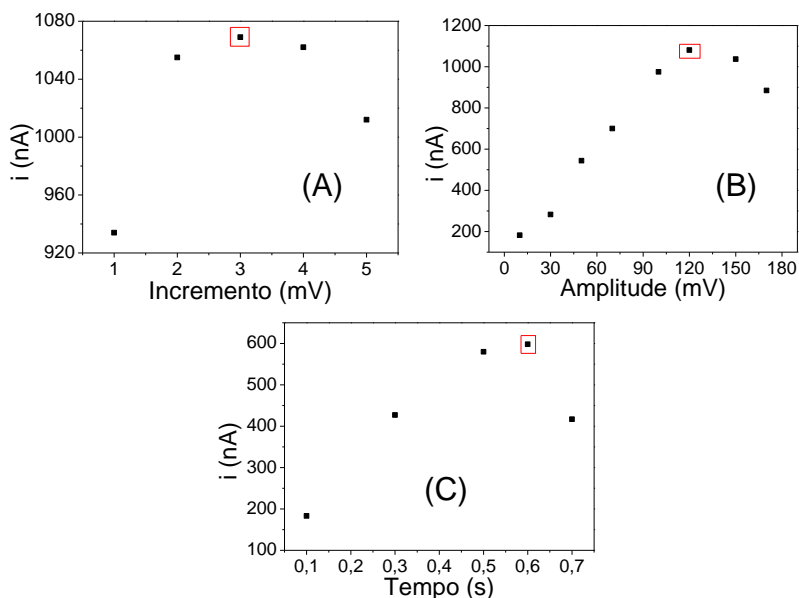 1080
1040
1000
960
920
i (nA)
(A)
1 2 3 4 5
Incremento (mV)
1200
1000
800
600
400
200
i (nA)
(B)
0 30 60 90 120 150 180
Amplitude (mV)
600
500
400
300
200
100
i (nA)
(C)
0,1 0,2 0,3 0,4 0,5 0,6 0,7
Tempo (s)